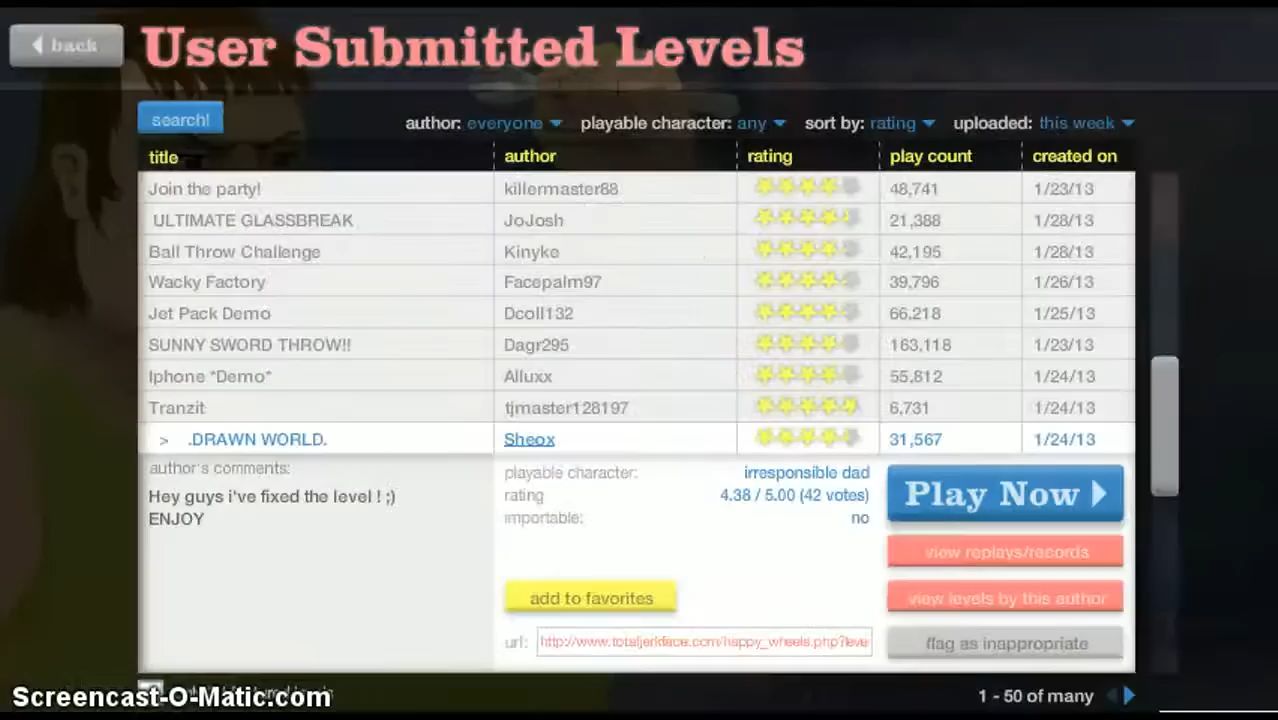 back
User Submitted Levels
search!
author: everyone
playable character: any
sort by: rating
uploaded: this week
title author rating play count created on
Join the party! killermaster88 48,741 1/23/13
ULTIMATE GLASSBREAK JoJosh 21,388 1/28/13
Ball Throw Challenge Kinyke 42,195 1/28/13
Wacky Factory Facepalm97 39,796 1/26/13
Jet Pack Demo Dcoll132 66,218 1/25/13
SUNNY SWORD THROW!! Dagr295 163,118 1/23/13
Iphone *Demo* Alluxx 55,812 1/24/13
Tranzit tjmaster128197 6,731 1/24/13
> .DRAWN WORLD. Sheox 31,567 1/24/13
author's comments:
Hey guys i've fixed the level ! ;)
ENJOY
playable character: irresponsible dad
rating 4.38 / 5.00 (42 votes)
importable: no
add to favorites
url: http://www.totaljerkface.com/happy_wheels.php?leve
Play Now
view replays/records
view levels by this author
flag as inappropriate
Screencast-O-Matic.com
1 - 50 of many